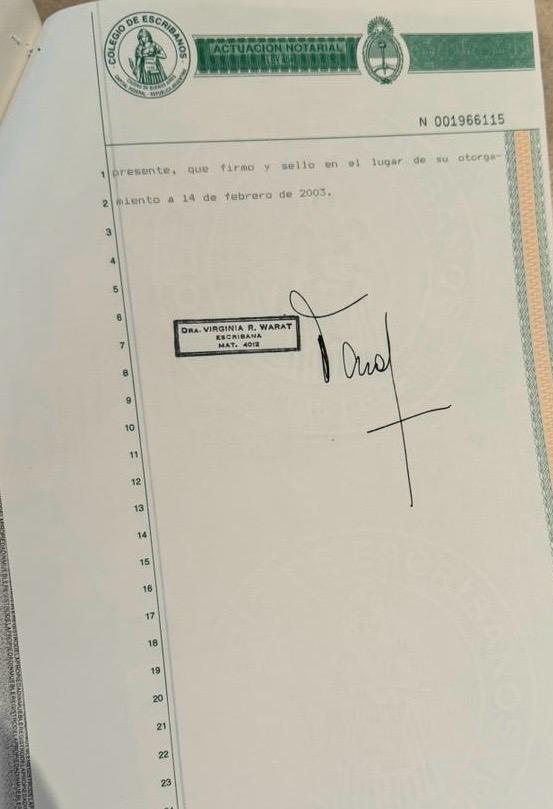 COLEGIO DE ESCRIBANOS
CIUDAD DE BUENOS AIRES
CAPITAL FEDERAL - REPUBLICA ARGENTINA
ACTUACION NOTARIAL
N 001966115
1 presente, que firmo y sello en el lugar de su otorga-
2 miento a 14 de febrero de 2003.
3
4
5
6
DRA. VIRGINIA R. WARAT
ESCRIBANA
MAT. 4012
7
8
9
10
11
12
13
14
15
16
17
18
19
20
21
22
23